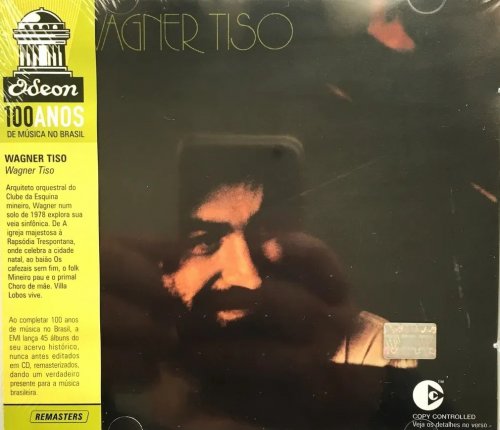 WAGNER TISO
Odeon
100ANOS
DE MÚSICA NO BRASIL
WAGNER TISO
Wagner Tiso
Arquiteto orquestral do
Clube da Esquina
mineiro, Wagner num
solo de 1978 explora sua
veia sinfônica. De A
igreja majestosa à
Rapsódia Trespontana,
onde celebra a cidade
natal, ao baião Os
cafezais sem fim, o folk
Mineiro pau e o primal
Choro de mãe. Villa
Lobos vive.
Ao completar 100 anos
de música no Brasil, a
EMI lança 45 álbuns do
seu acervo histórico,
nunca antes editados
em CD, remasterizados,
dando um verdadeiro
presente para a música
brasileira.
REMASTERS
TM
COPY CONTROLLED
Veja os detalhes no verso